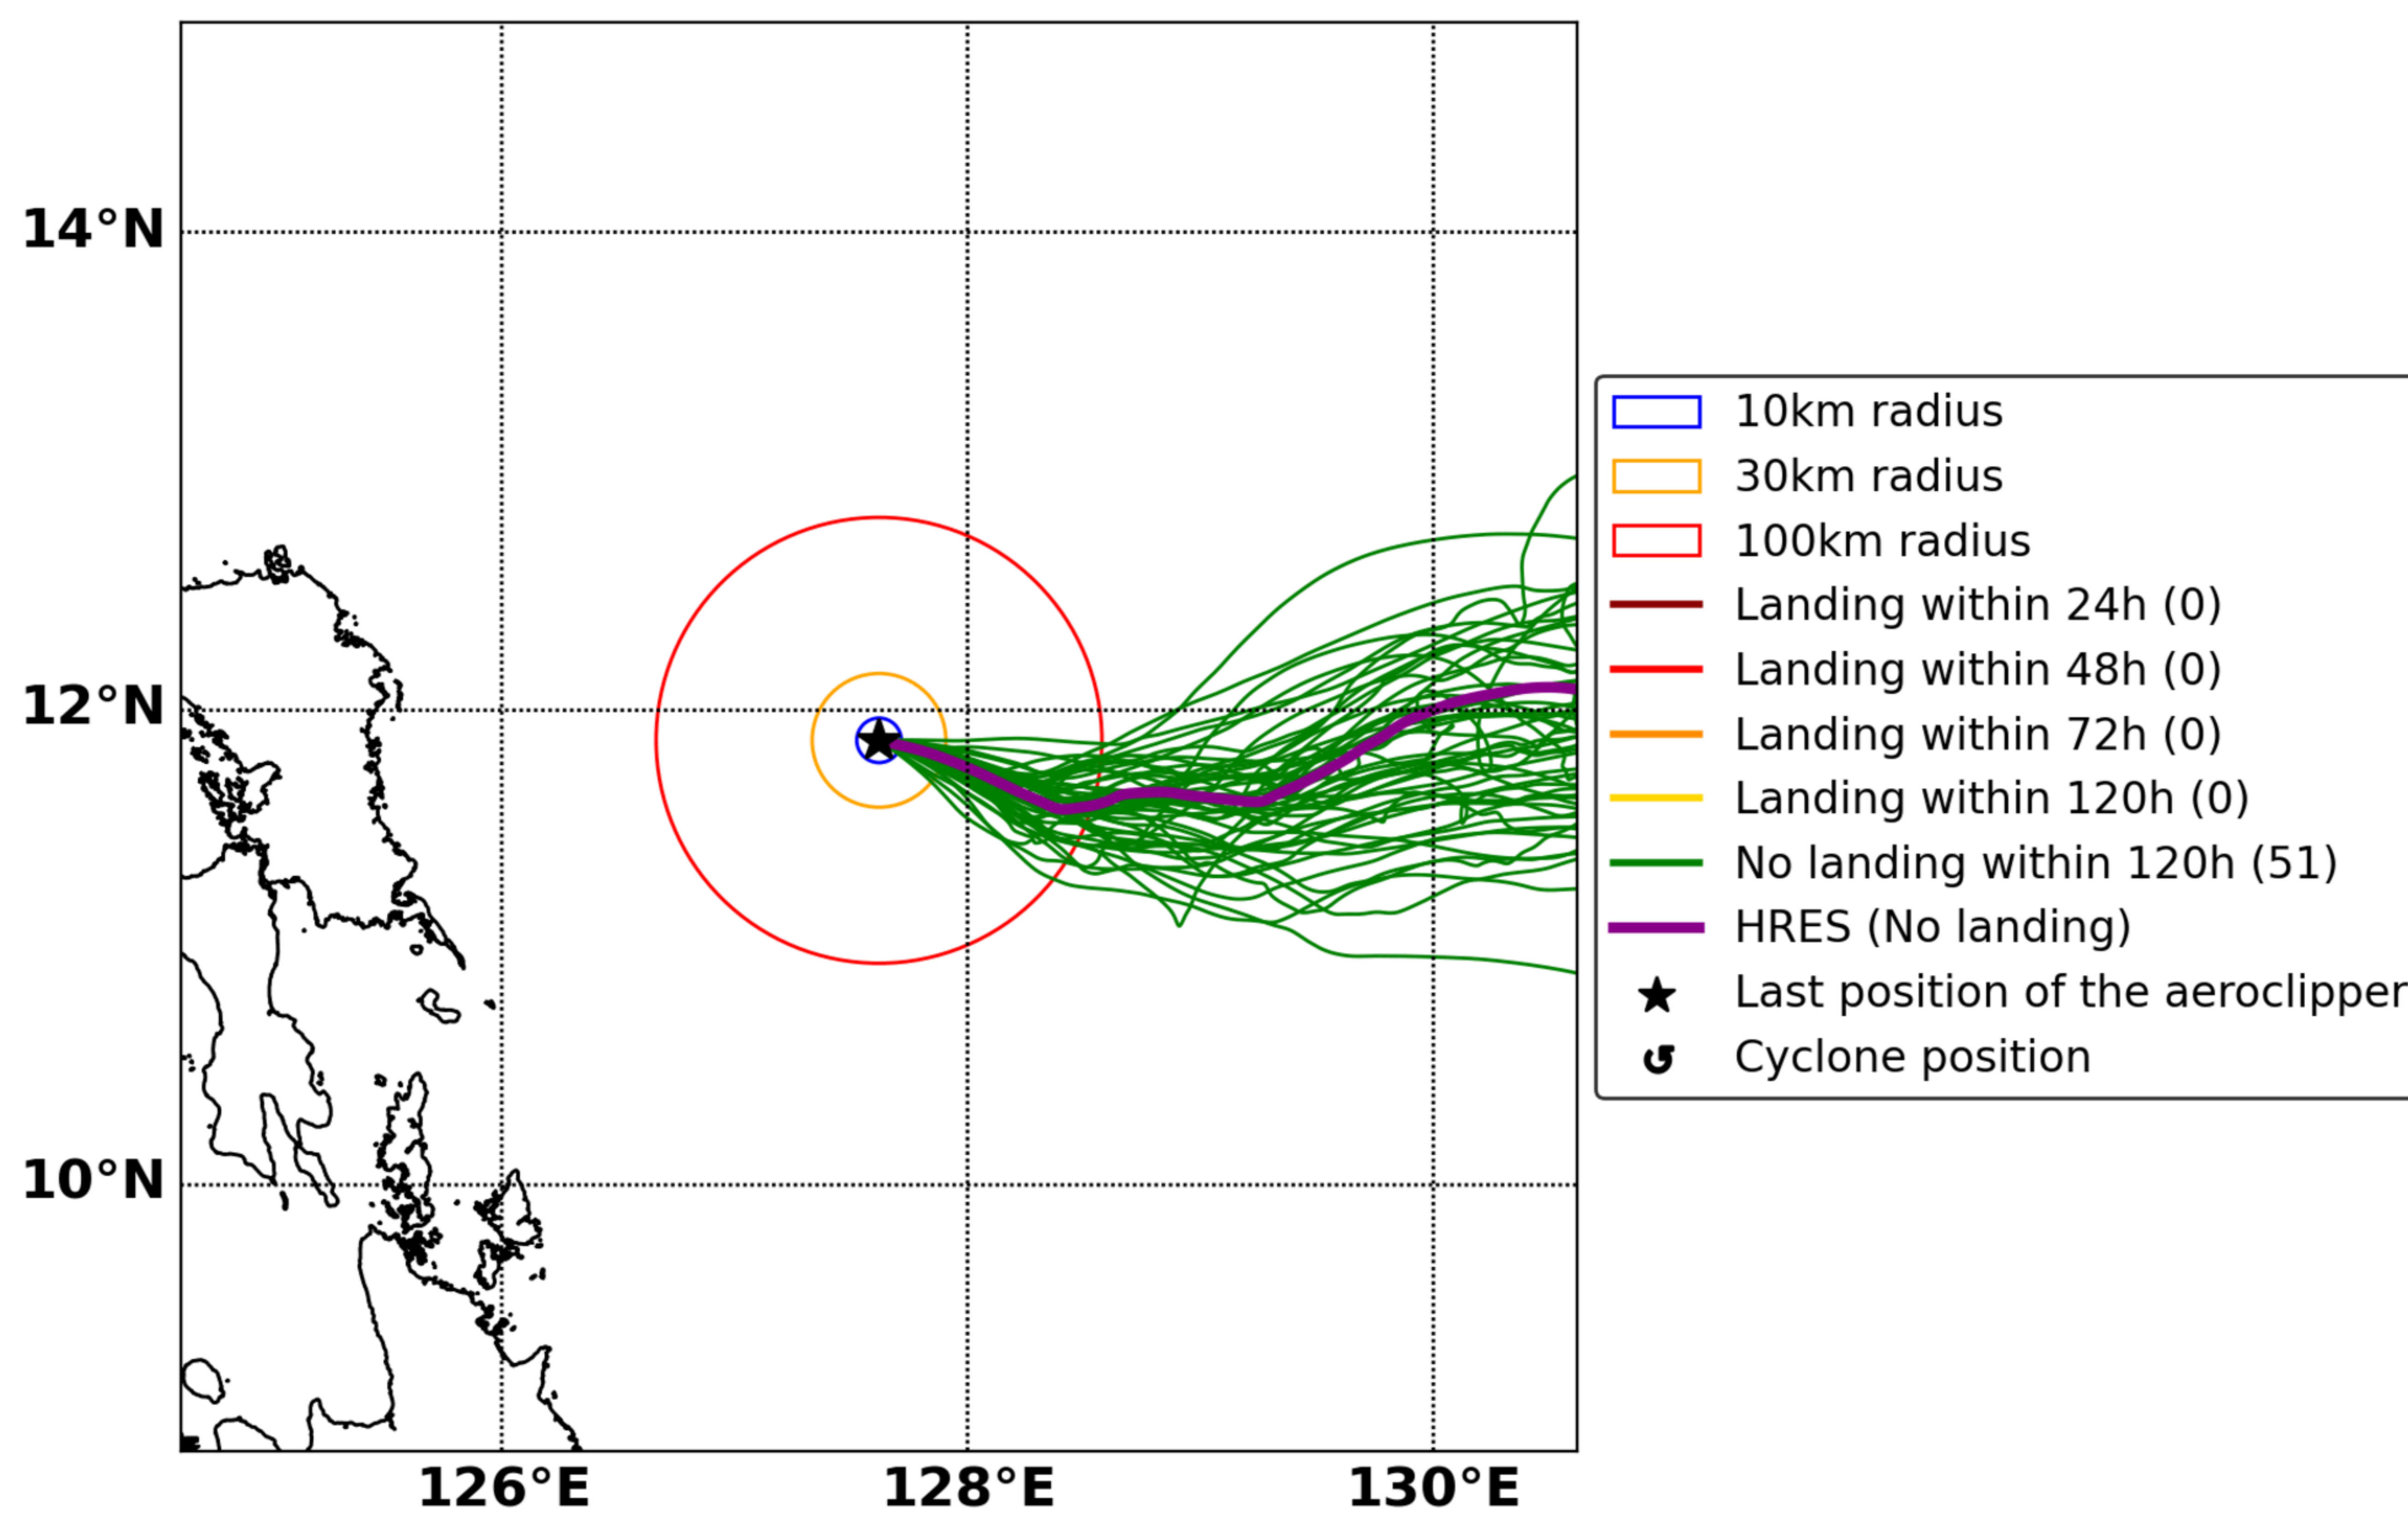 14°N
12°N
10°N
126°E
128°E
130°E
10km radius
30km radius
100km radius
Landing within 24h (0)
Landing within 48h (0)
Landing within 72h (0)
Landing within 120h (0)
No landing within 120h (51)
HRES (No landing)
Last position of the aeroclipper
Cyclone position